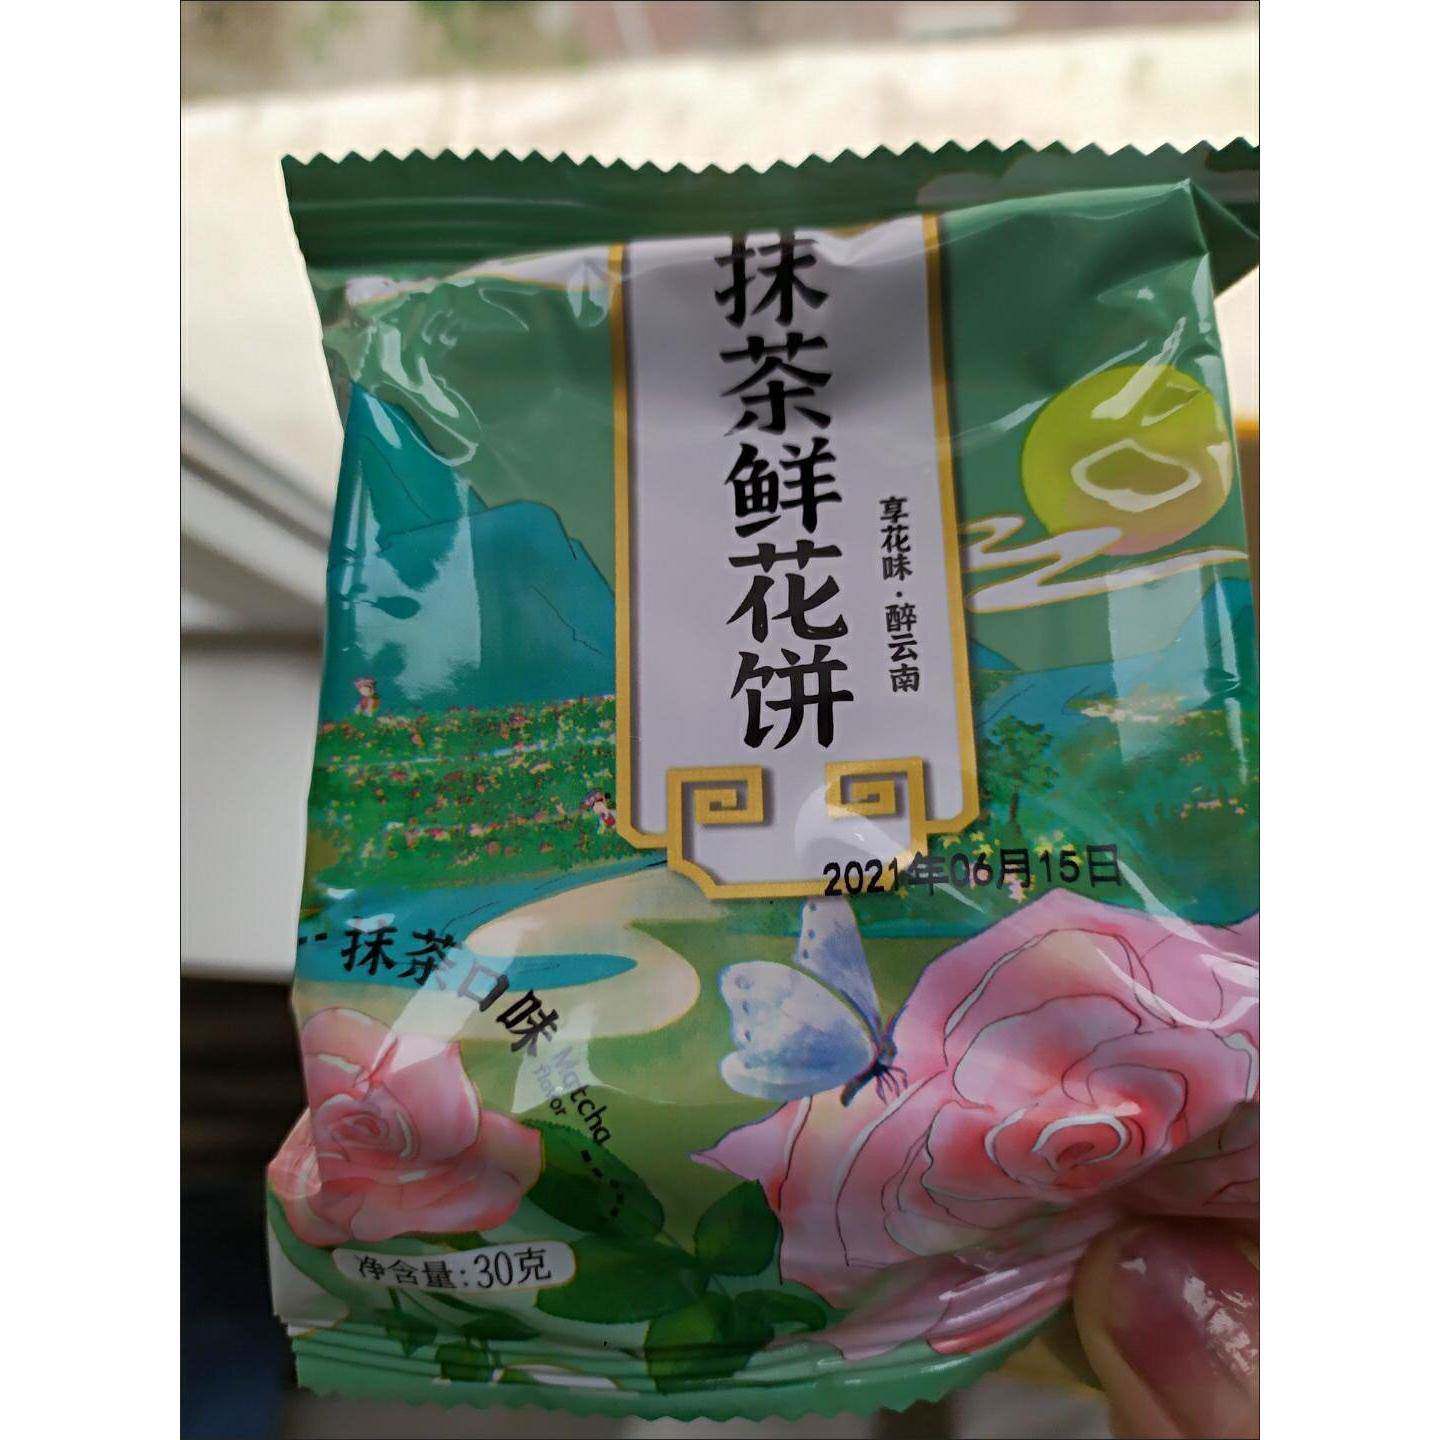 抹茶鲜花饼
享花味·醉云南
2021年06月15日
抹茶口味
Matcha
flavor
净含量:30克